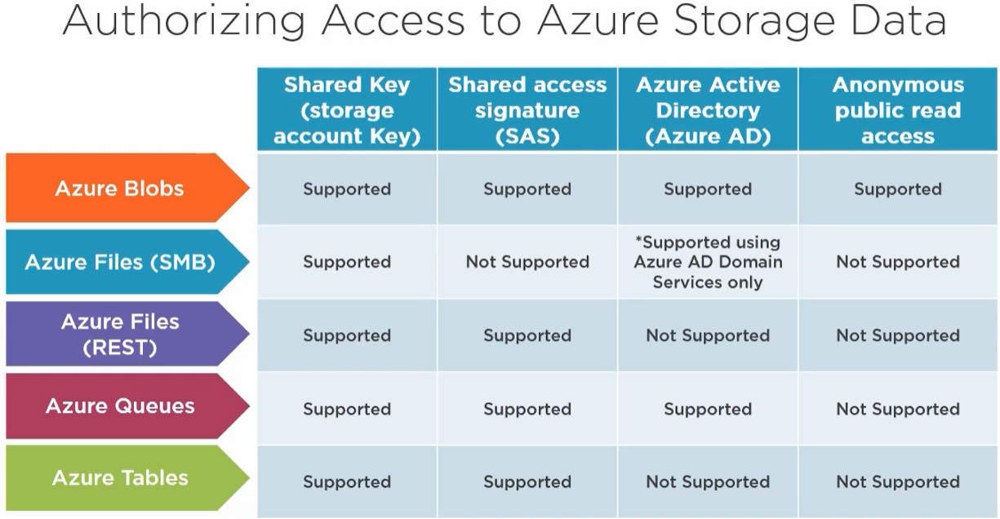 Authorizing Access to Azure Storage Data
Shared Key
(storage
account Key)
Shared access
signature
(SAS)
Azure Active
Directory
(Azure AD)
Anonymous
public read
access
Azure Blobs
Supported
Supported
Supported
Supported
Azure Files (SMB)
Supported
Not Supported
*Supported using
Azure AD Domain
Services only
Not Supported
Azure Files
(REST)
Supported
Supported
Not Supported
Not Supported
Azure Queues
Supported
Supported
Supported
Not Supported
Azure Tables
Supported
Supported
Not Supported
Not Supported